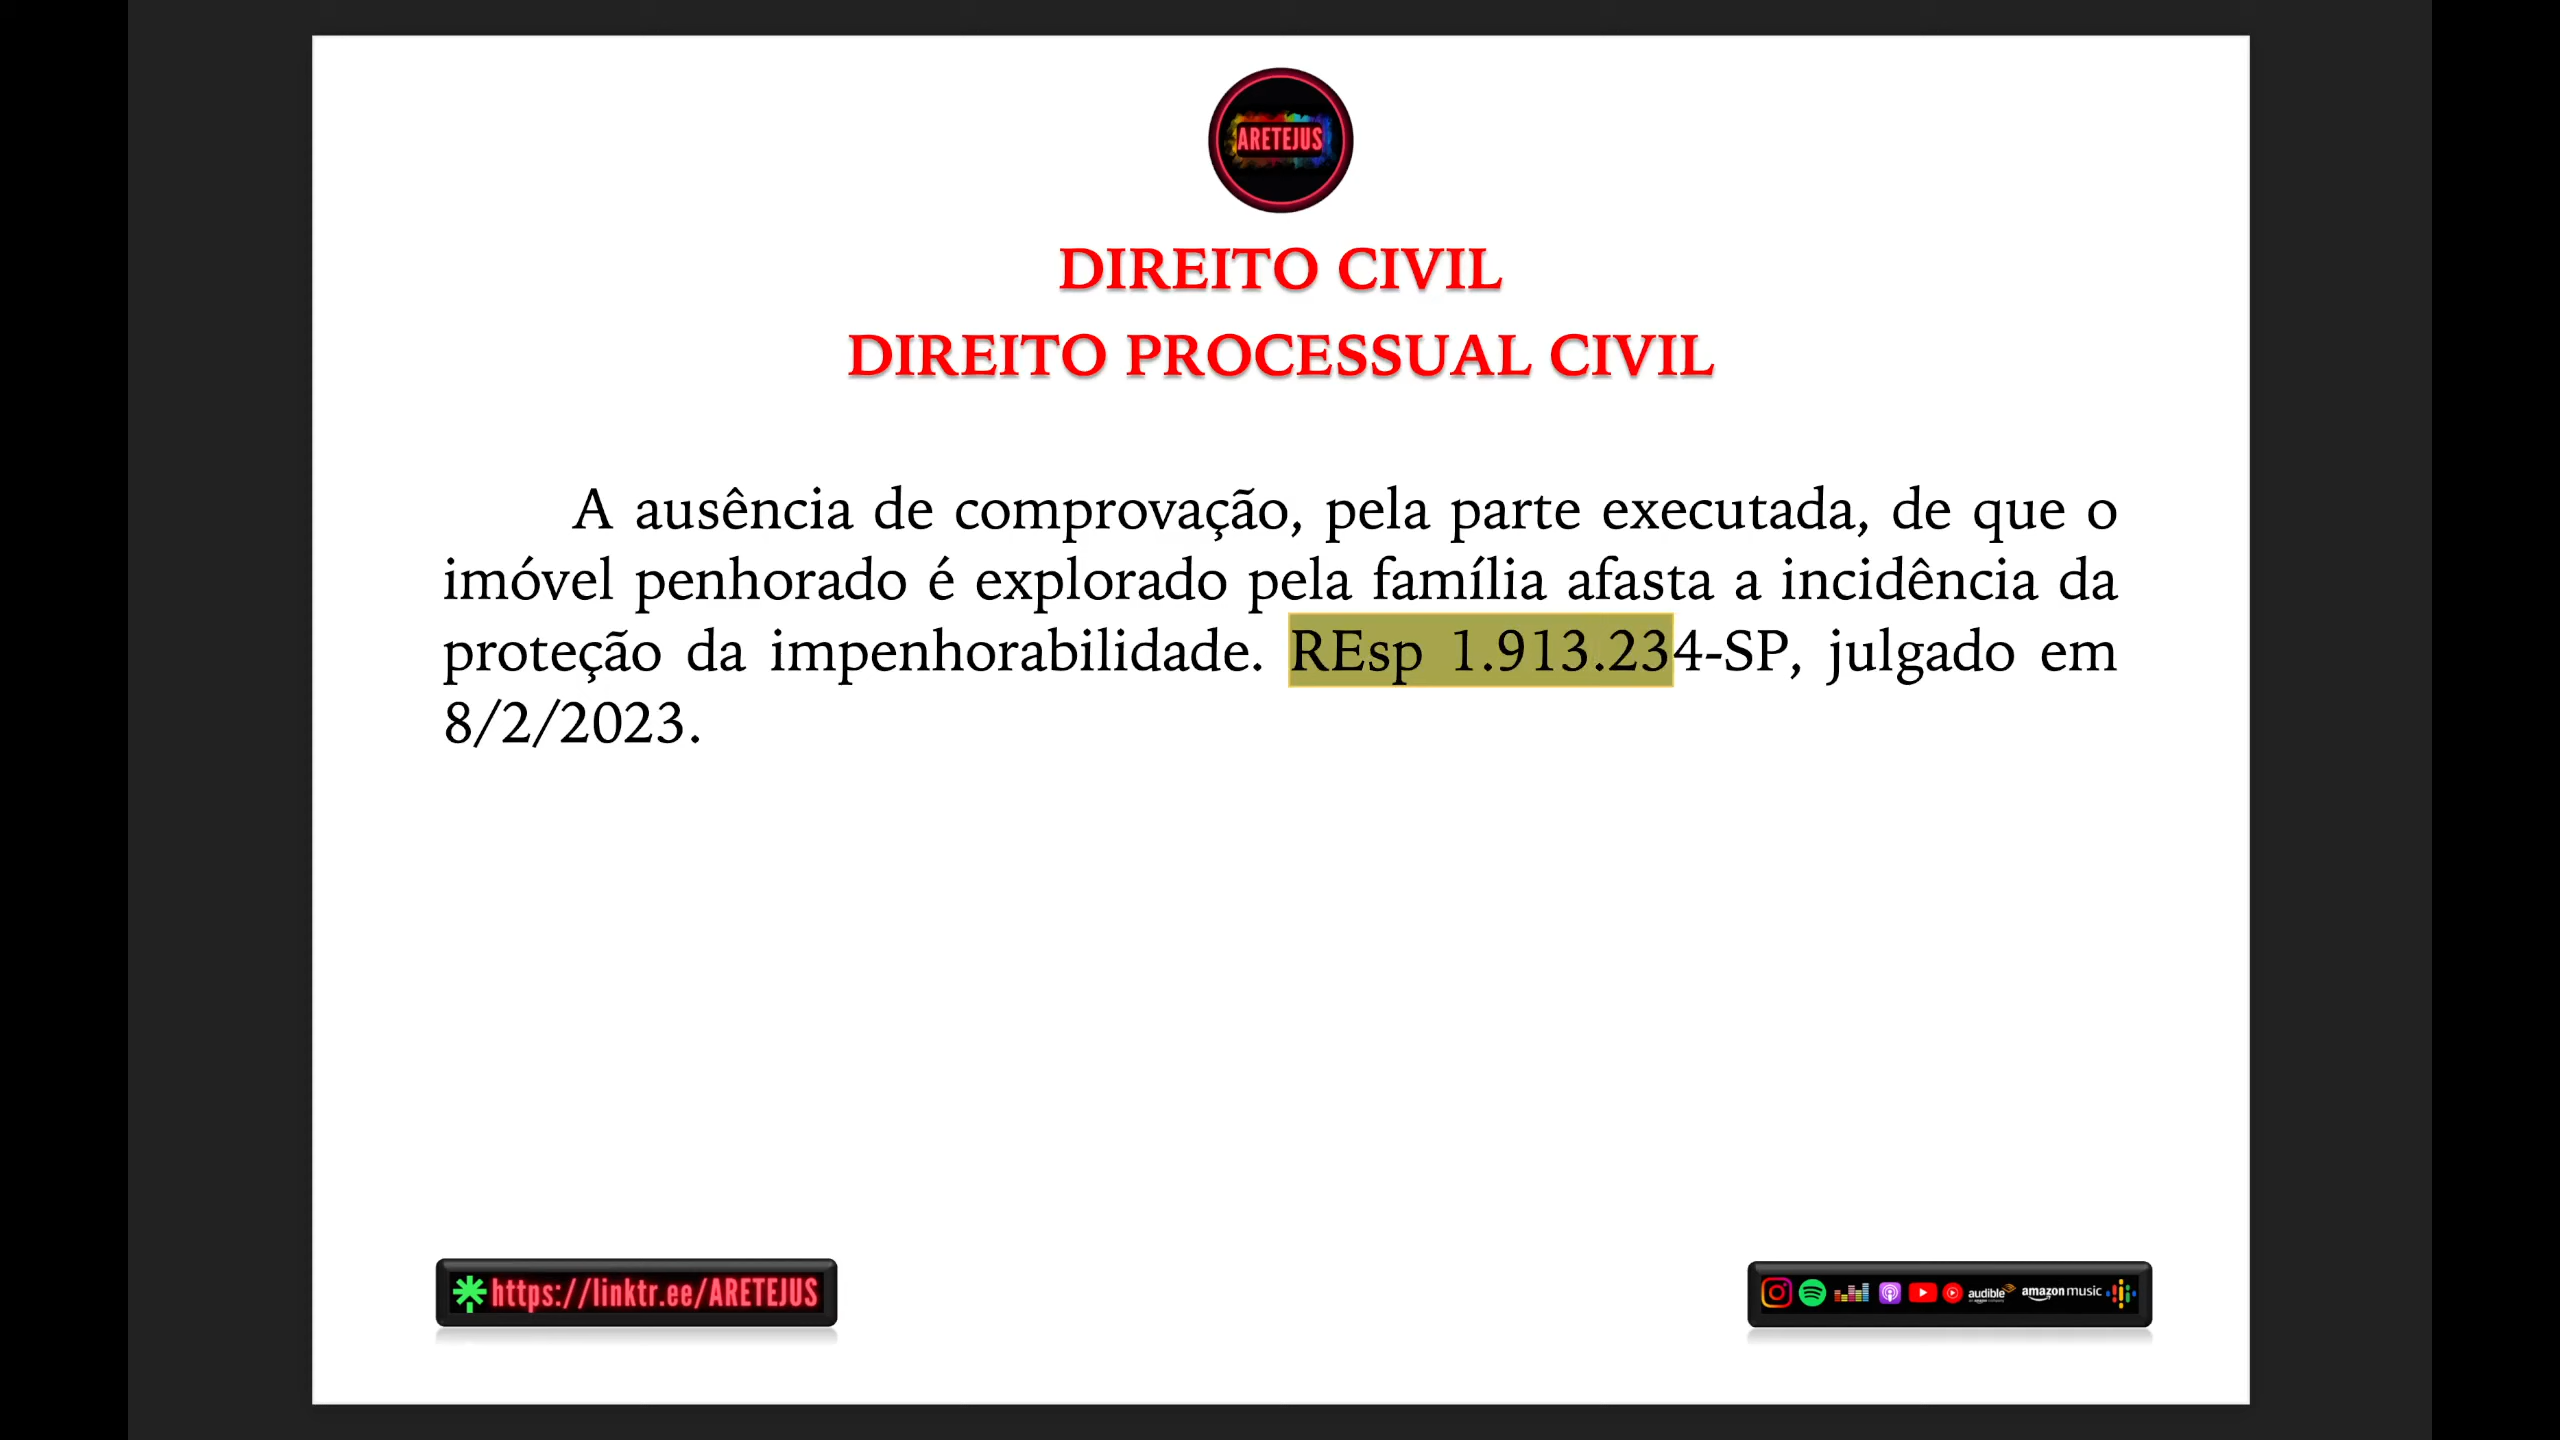 ARETEJUS
DIREITO CIVIL
DIREITO PROCESSUAL CIVIL
A ausência de comprovação, pela parte executada, de que o
imóvel penhorado é explorado pela família afasta a incidência da
proteção da impenhorabilidade. REsp 1.913.234-SP, julgado em
8/2/2023.
https://linktr.ee/ARETEJUS
audible amazon music